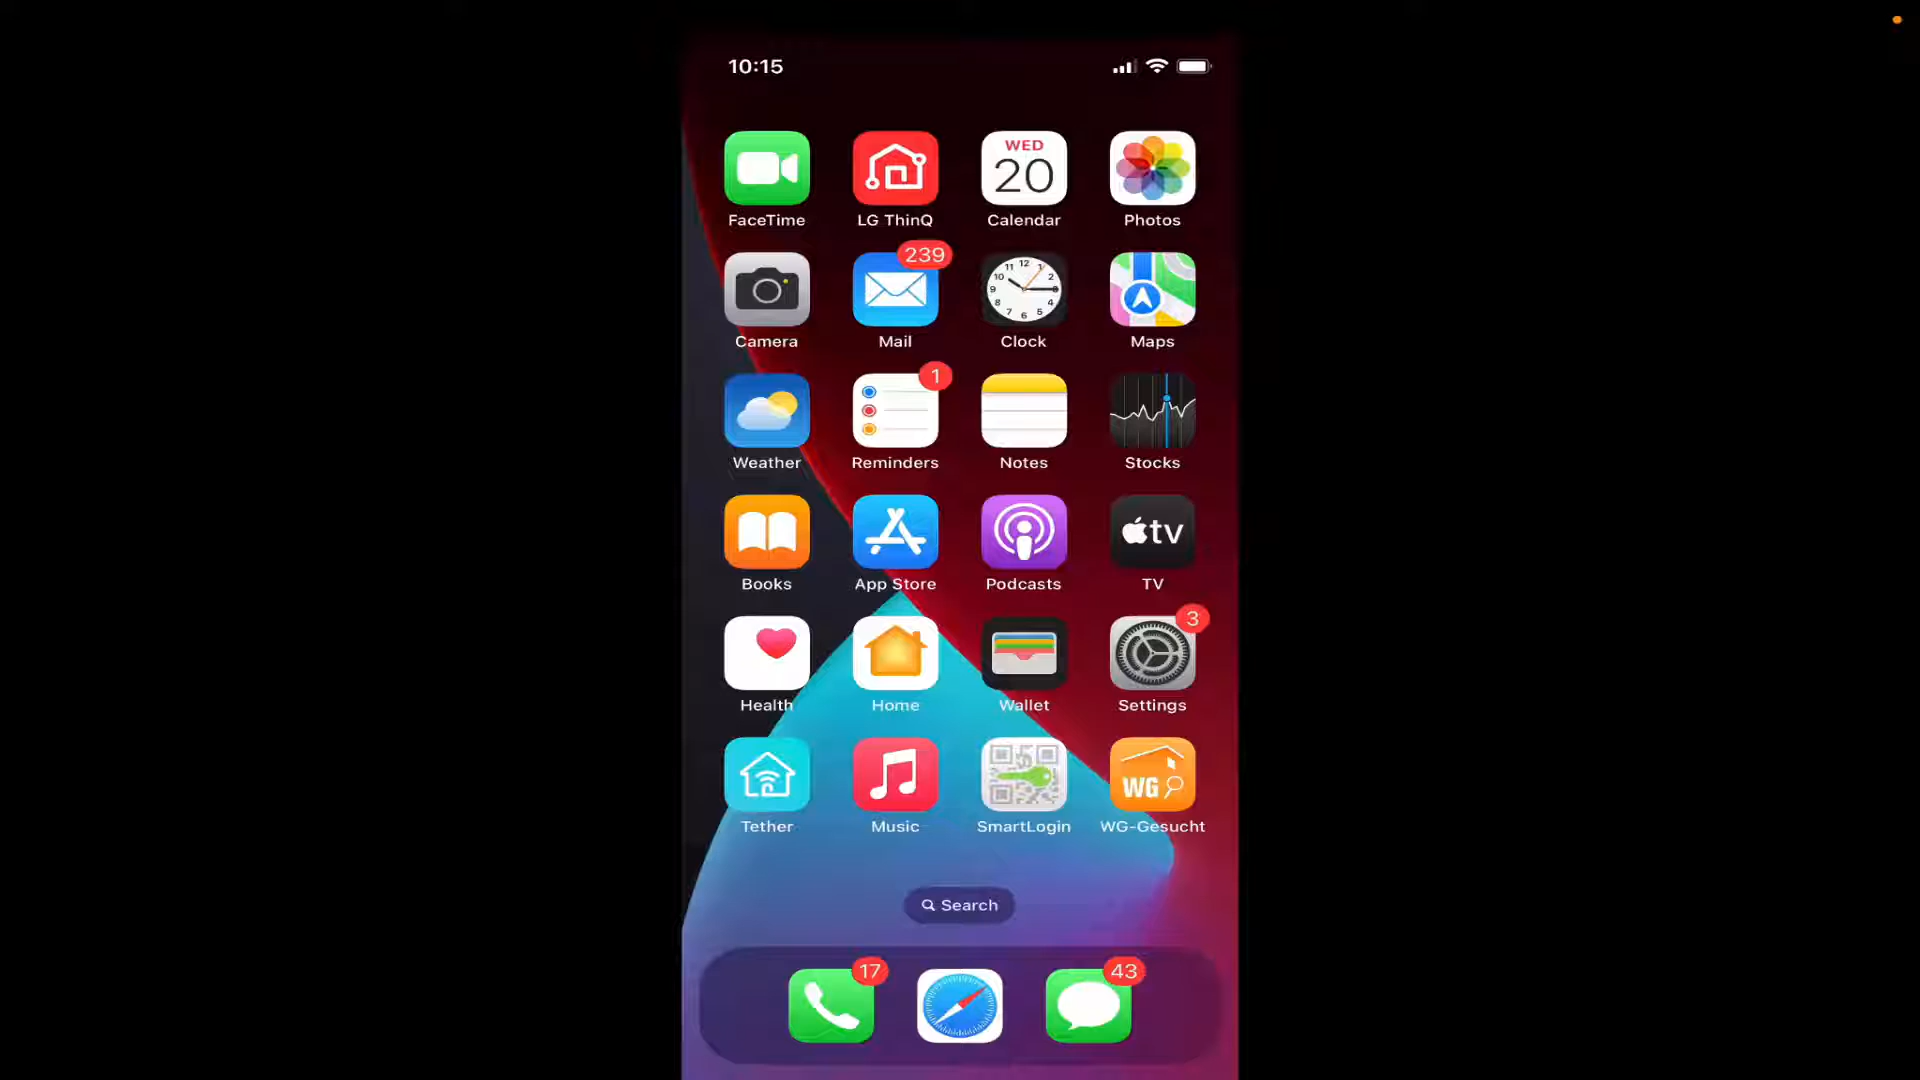 10:15
WED
20
FaceTime
LG ThinQ
Calendar
Photos
239
Camera
Mail
Clock
Maps
1
Weather
Reminders
Notes
Stocks
tv
Books
App Store
Podcasts
TV
3
Health
Home
Wallet
Settings
WG
Tether
Music
SmartLogin
WG-Gesucht
Search
17
43